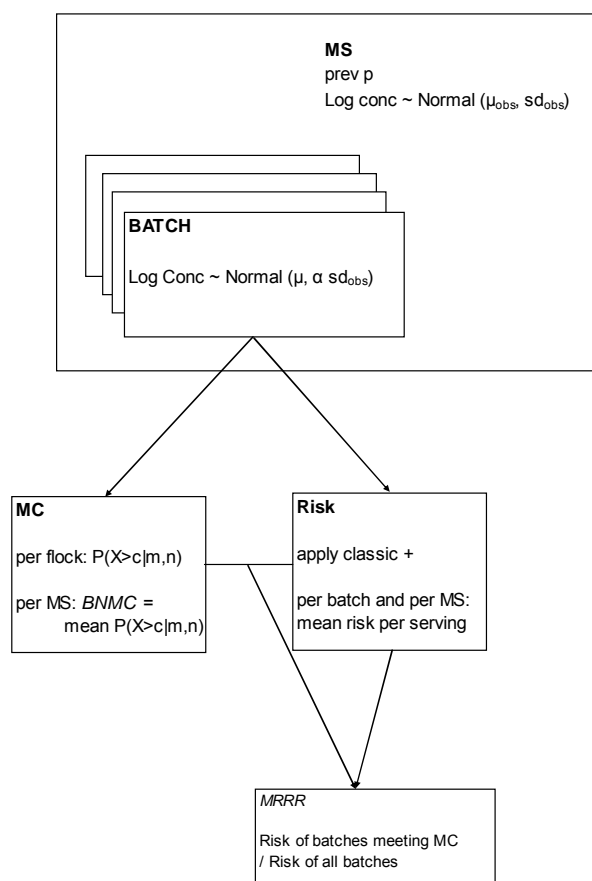 MS
prev p
Log conc ~ Normal (μobs, sdobs)
BATCH
Log Conc ~ Normal (μ, α sdobs)
MC
per flock: P(X>c|m,n)
per MS: BNMC =
mean P(X>c|m,n)
Risk
apply classic +
per batch and per MS:
mean risk per serving
MRRR
Risk of batches meeting MC
/ Risk of all batches